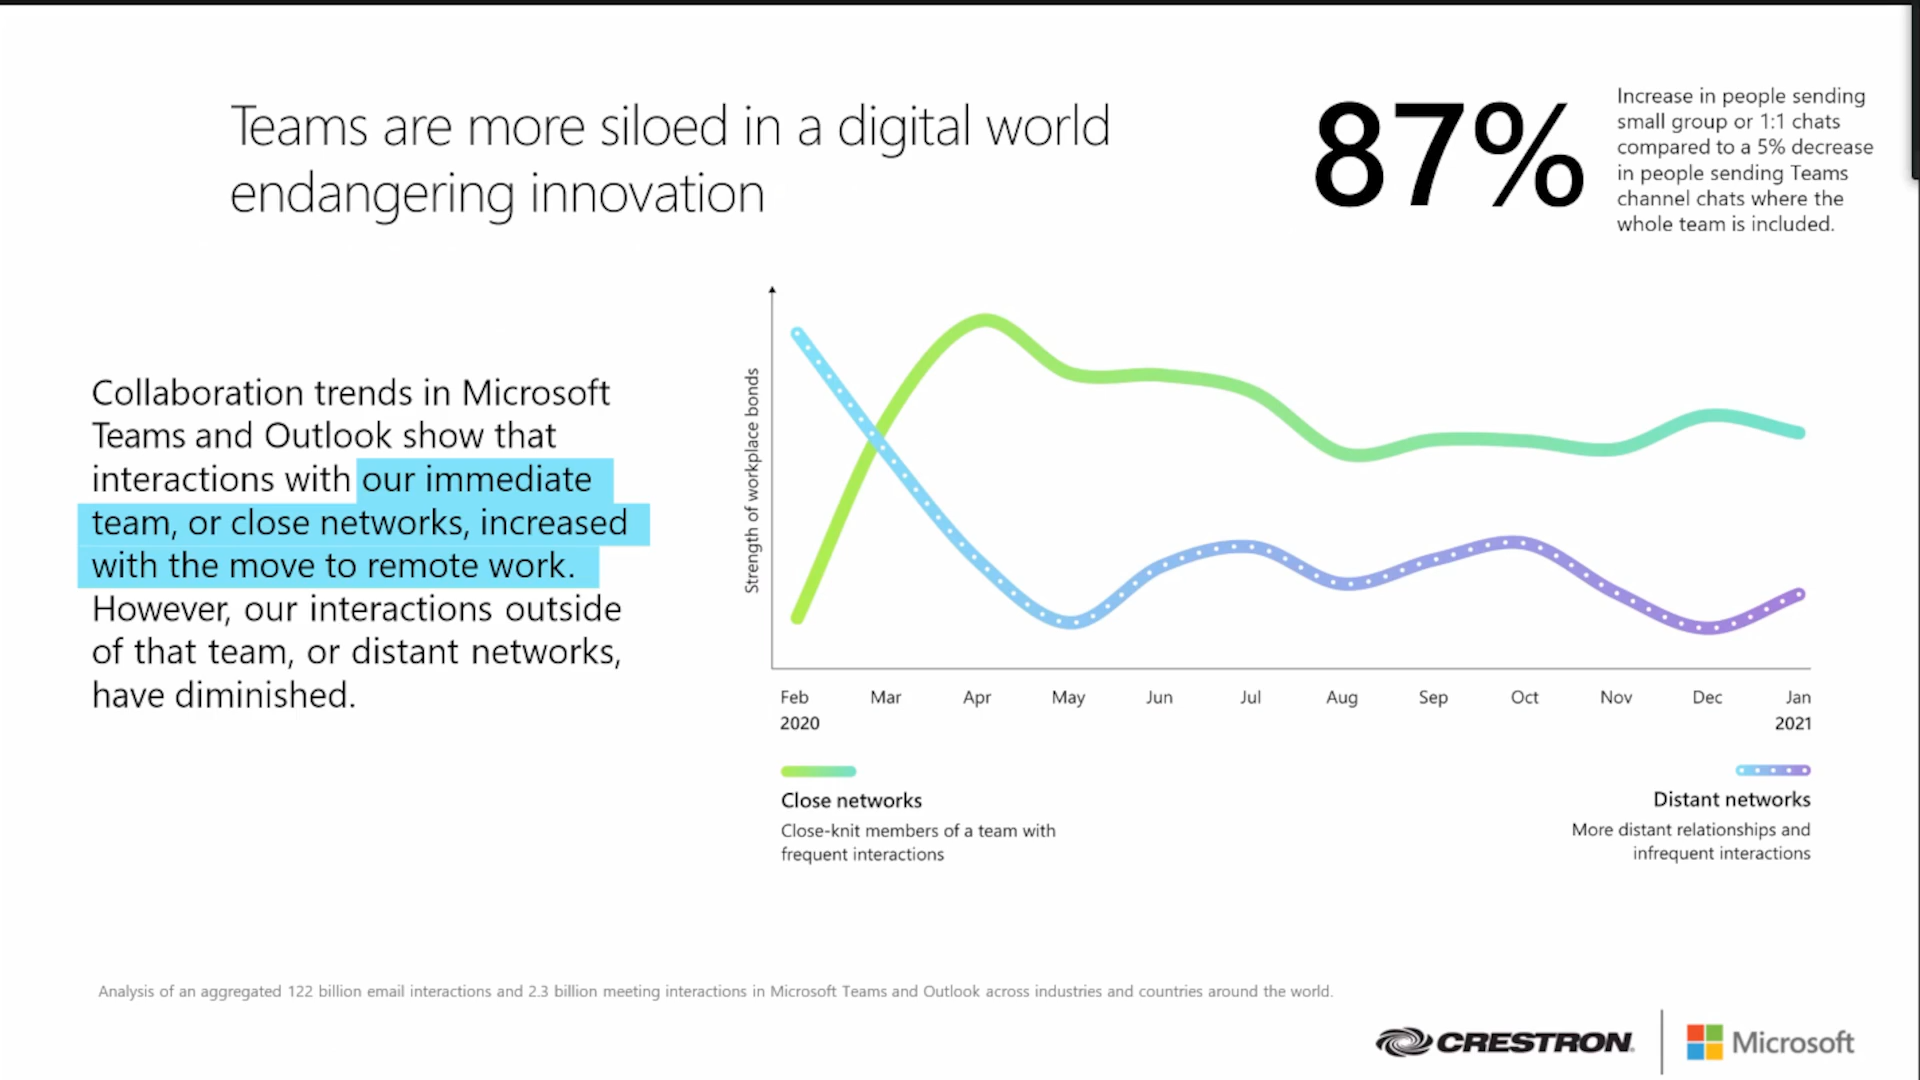 Teams are more siloed in a digital world
endangering innovation
87%
Increase in people sending
small group or 1:1 chats
compared to a 5% decrease
in people sending Teams
channel chats where the
whole team is included.
Collaboration trends in Microsoft
Teams and Outlook show that
interactions with our immediate
team, or close networks, increased
with the move to remote work.
However, our interactions outside
of that team, or distant networks,
have diminished.
Strength of workplace bonds
Feb Mar Apr May Jun Jul Aug Sep Oct Nov Dec Jan
2020 2021
Close networks
Close-knit members of a team with
frequent interactions
Distant networks
More distant relationships and
infrequent interactions
Analysis of an aggregated 122 billion email interactions and 2.3 billion meeting interactions in Microsoft Teams and Outlook across industries and countries around the world.
CRESTRON Microsoft